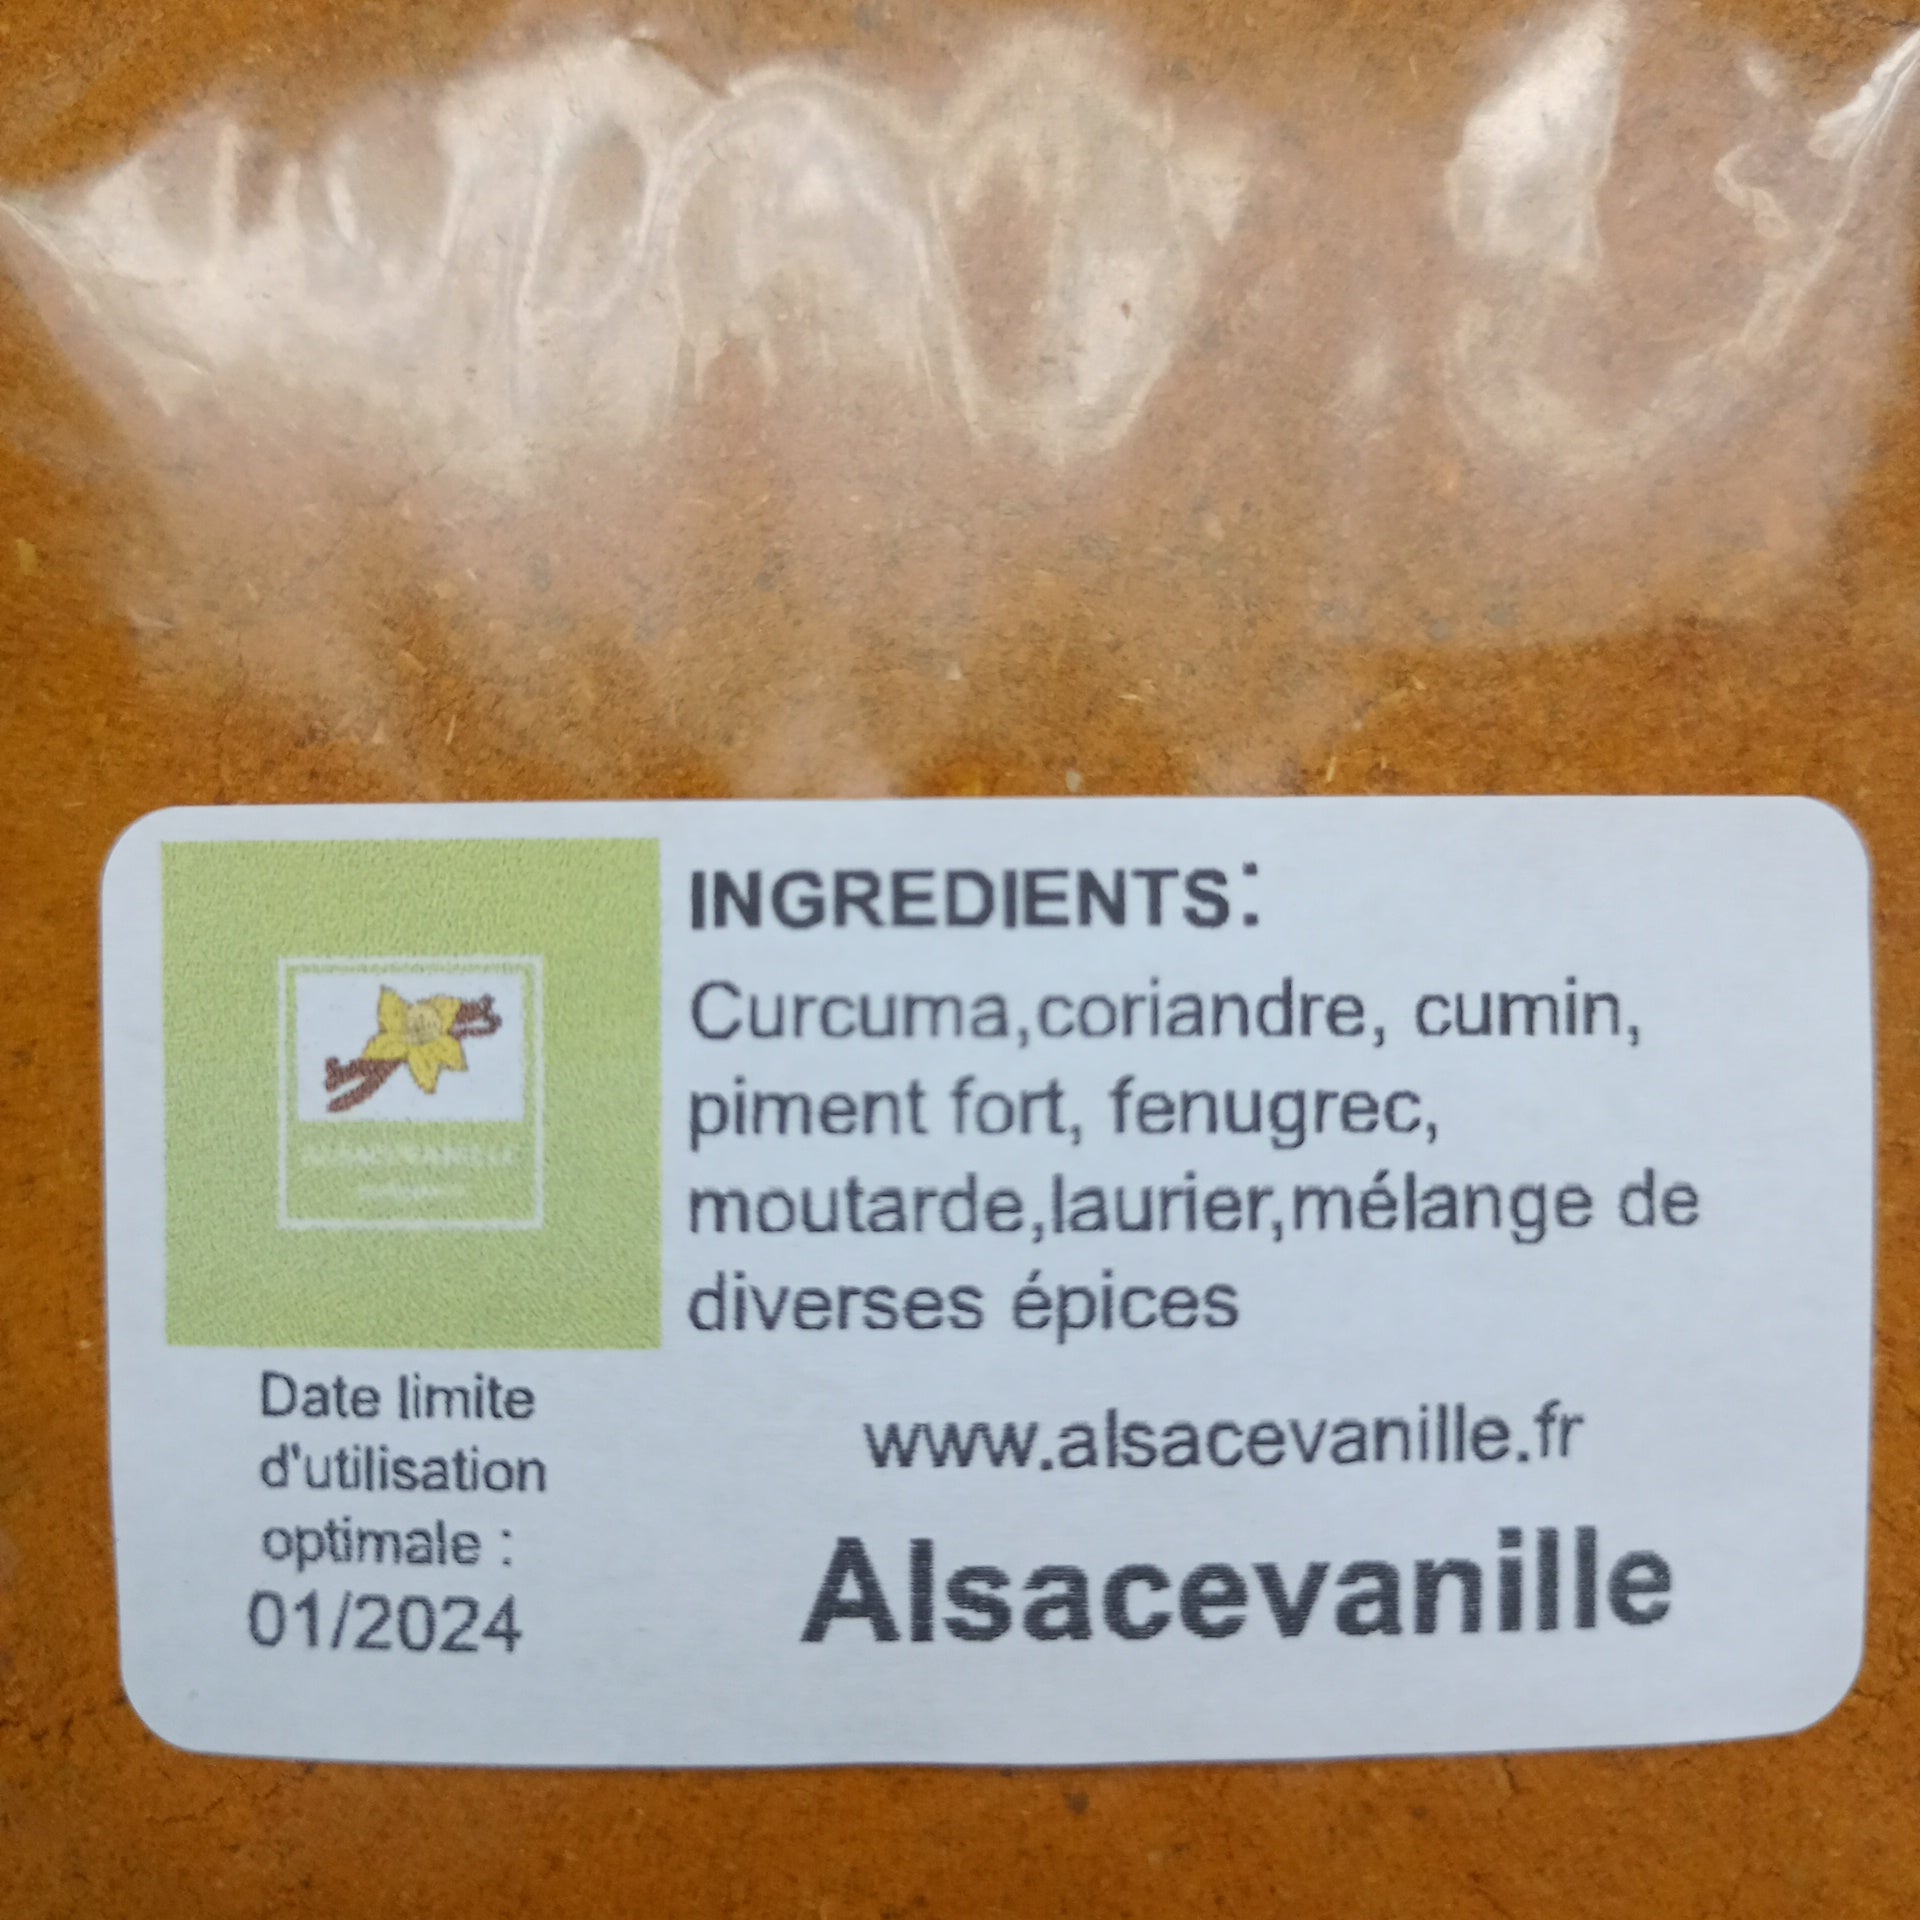 INGREDIENTS:
Curcuma,coriandre, cumin,
piment fort, fenugrec,
moutarde,laurier,mélange de
diverses épices
www.alsacevanille.fr
Alsacevanille
ALSACEVANILLE
Date limite
d'utilisation
optimale :
01/2024